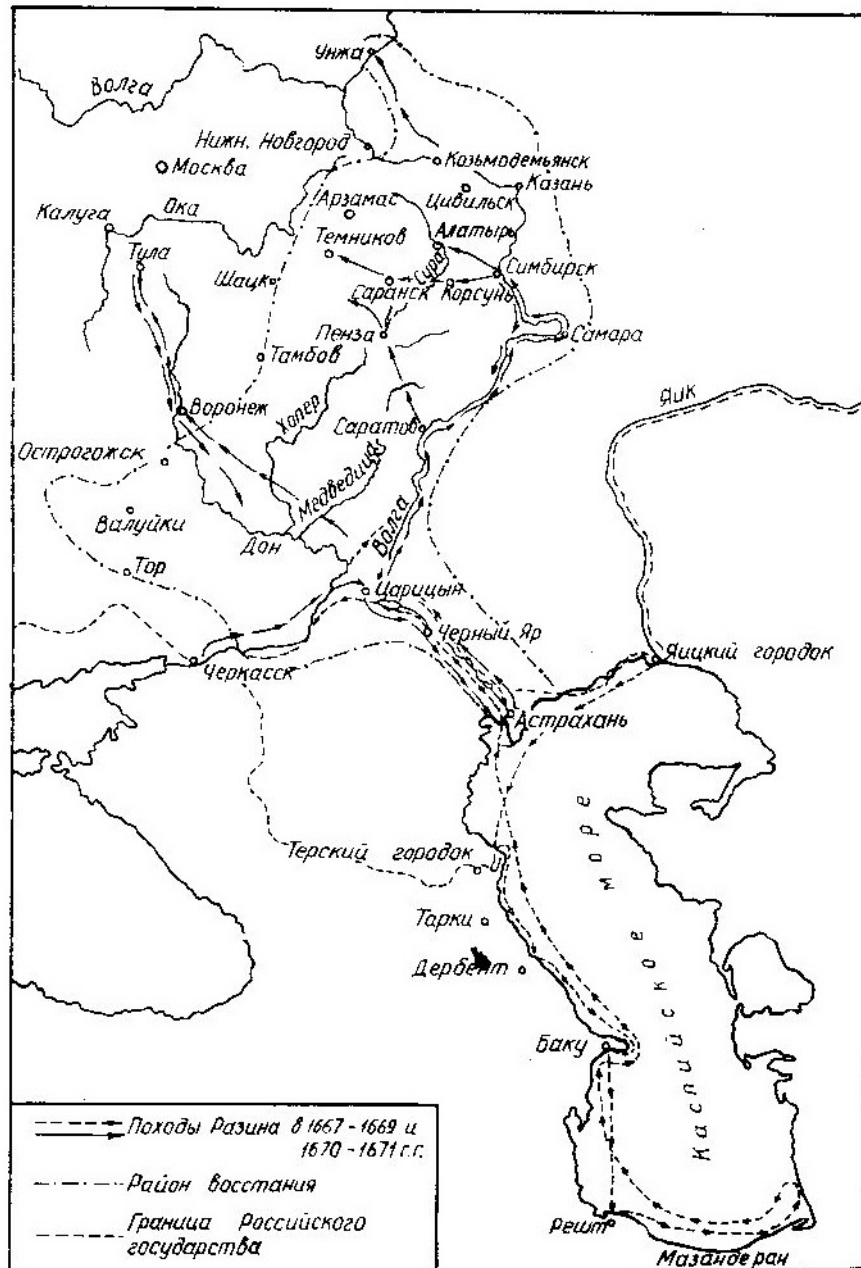 Унжа
Волга
Нижн. Новгород
Москва
Козьмодемьянск
Казань
Цивильск
Арзамас
Калуга
Ока
Алатырь
Темников
Тула
Сура
Симбирск
Шацк
Саранск
Корсунь
Пенза
Самара
Тамбов
Яик
Воронеж
Хопер
Саратов
Острогожск
Медведица
Валуйки
Волга
Дон
Тор
Царицын
Черный Яр
Яицкий городок
Черкасск
Астрахань
Терский городок
Тарки
Дербент
Каспийское море
Баку
Решт
Мазандеран
Походы Разина в 1667-1669 и
1670-1671 г.г.
Район восстания
Граница Российского
государства